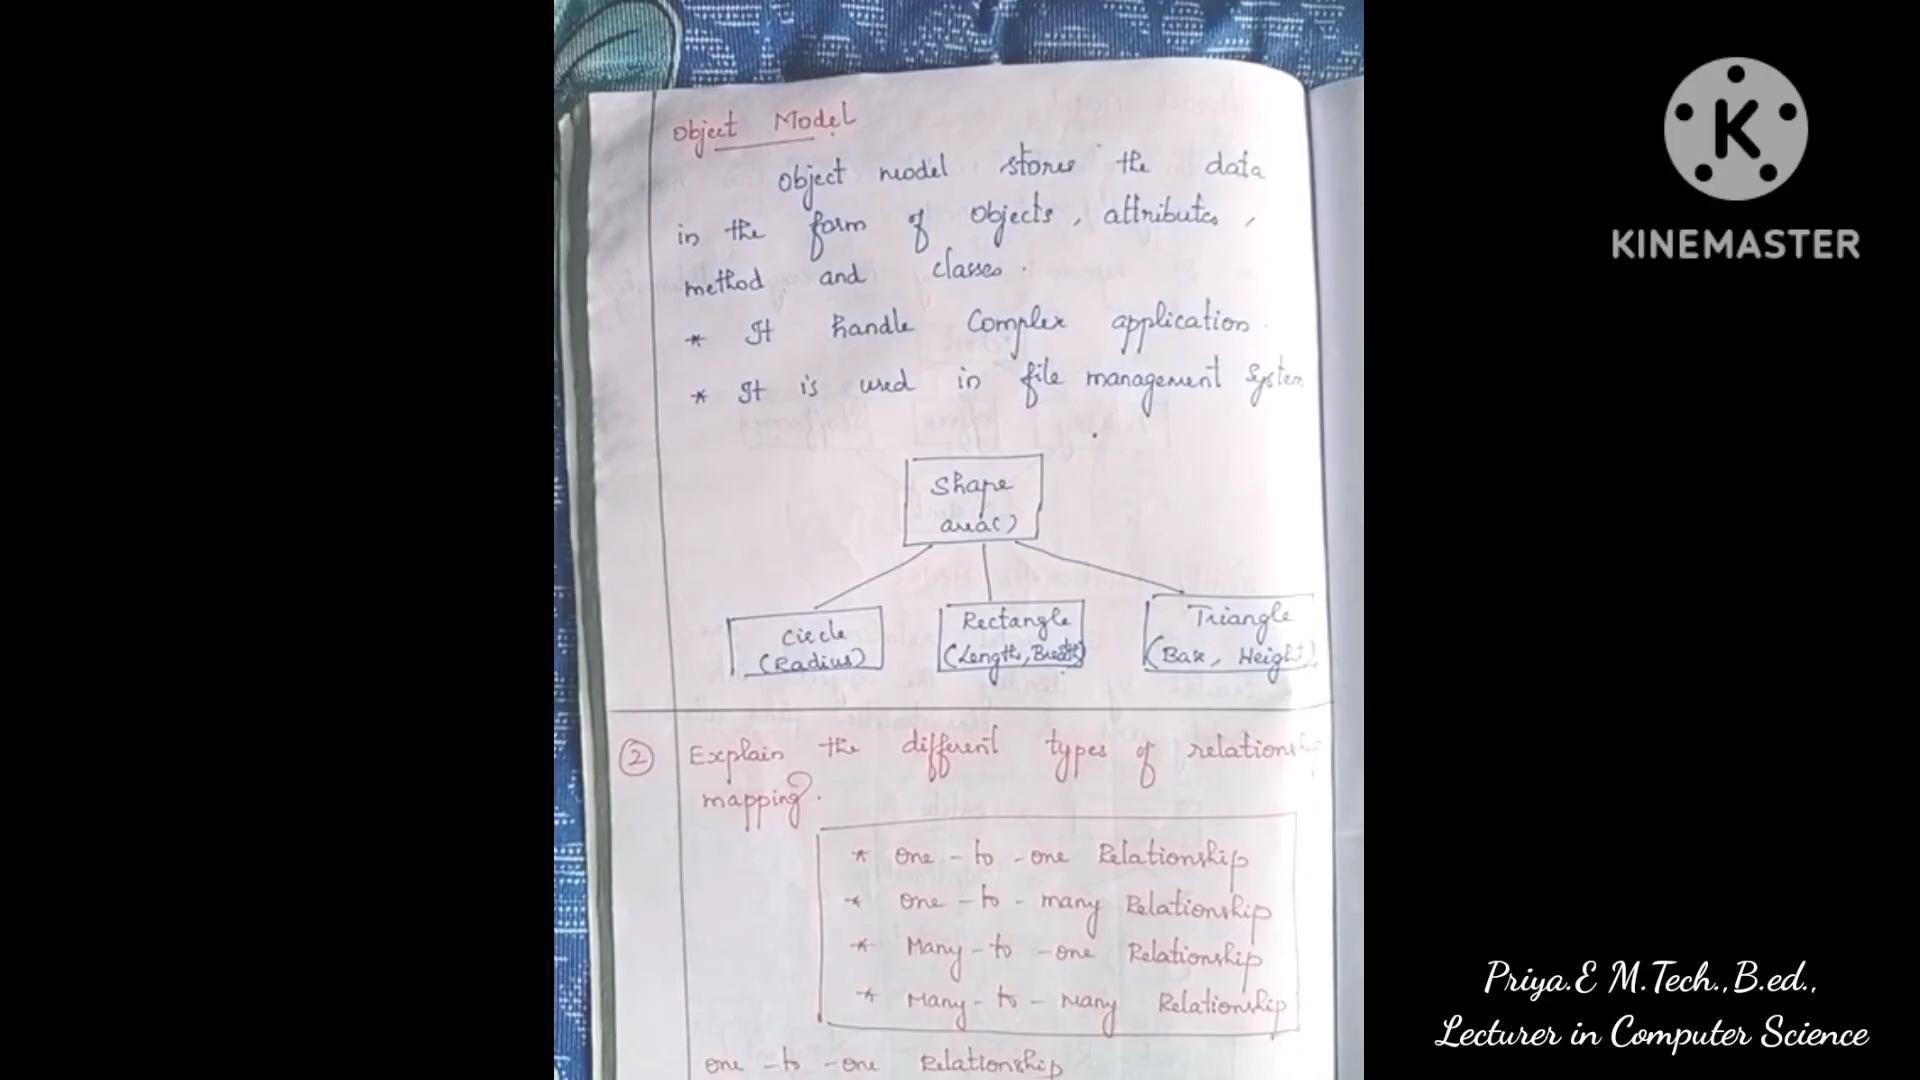 Object Model
Object model stores the data
in the form of objects, attributes,
method and classes.
* It handle Complex application.
* It is used in file management System
Shape
area()
Circle
(Radius)
Rectangle
(Length, Breath)
Triangle
(Base, Height)
② Explain the different types of relationship
mapping?.
* One-to-one Relationship
* One-to-many Relationship
* Many-to-one Relationship
* Many-to-Many Relationship
One-to-one Relationship
K
KINEMASTER
Priya.E M.Tech.,B.ed.,
Lecturer in Computer Science